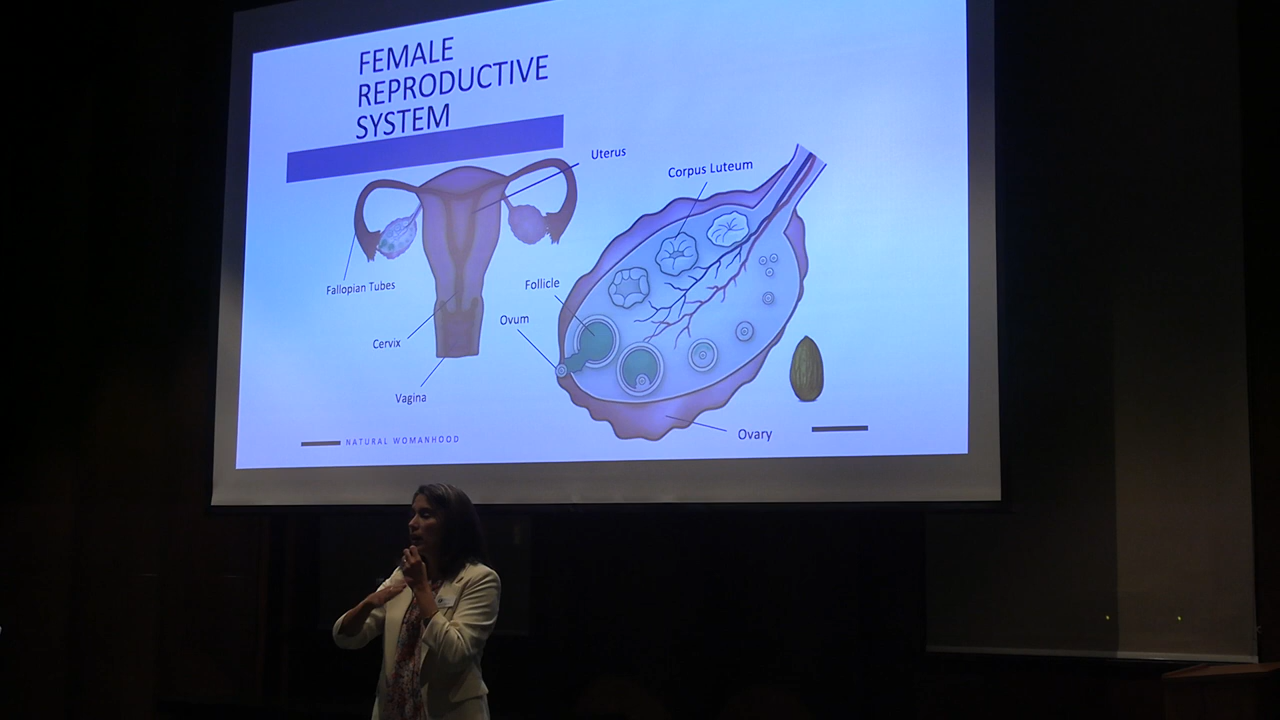 FEMALE
REPRODUCTIVE
SYSTEM
Uterus
Corpus Luteum
Fallopian Tubes
Follicle
Ovum
Cervix
Vagina
Ovary
NATURAL WOMANHOOD